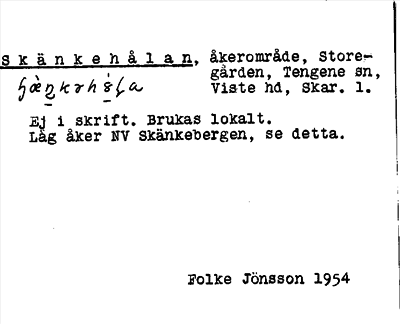 S k ä n k e h å l a n, åkerområde, Store-
gården, Tengene sn,
Viste hd, Skar. l.
Ej i skrift. Brukas lokalt.
Låg åker NV Skänkebergen, se detta.
Folke Jönsson 1954